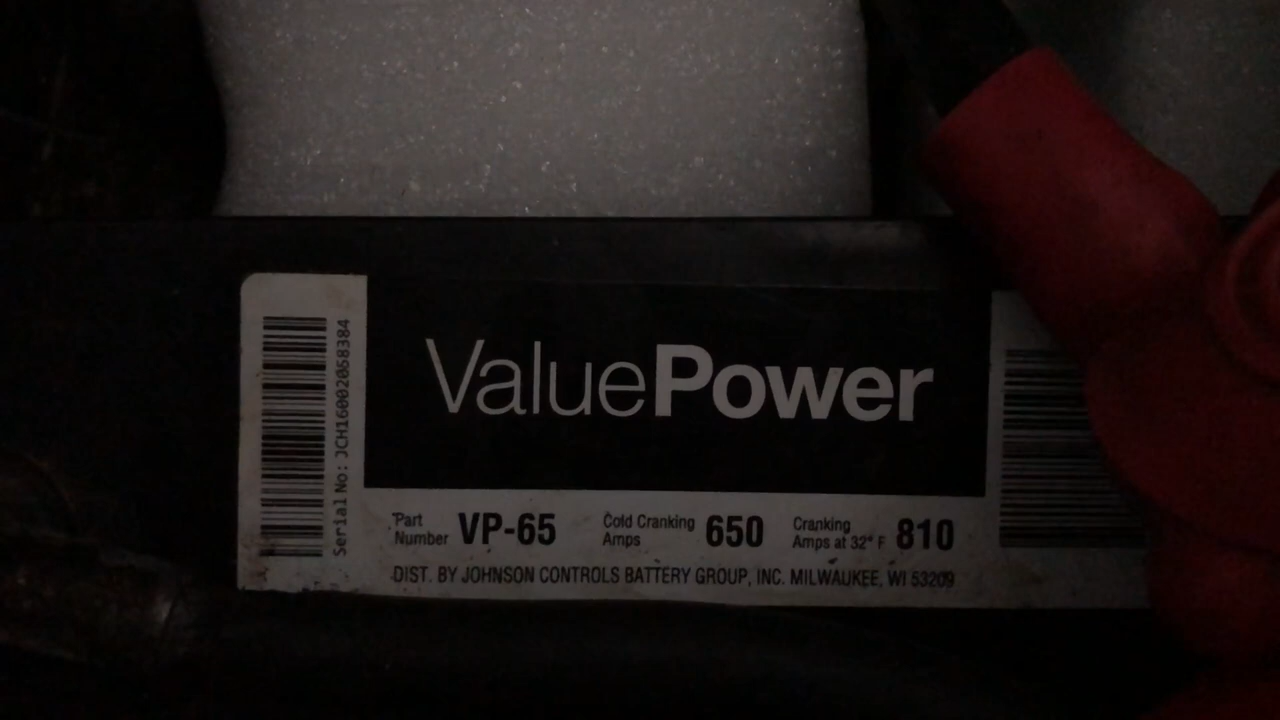 Serial No: JCH16002058384
ValuePower
Part Number VP-65 Cold Cranking Amps 650 Cranking Amps at 32° F 810
DIST. BY JOHNSON CONTROLS BATTERY GROUP, INC. MILWAUKEE, WI 53209